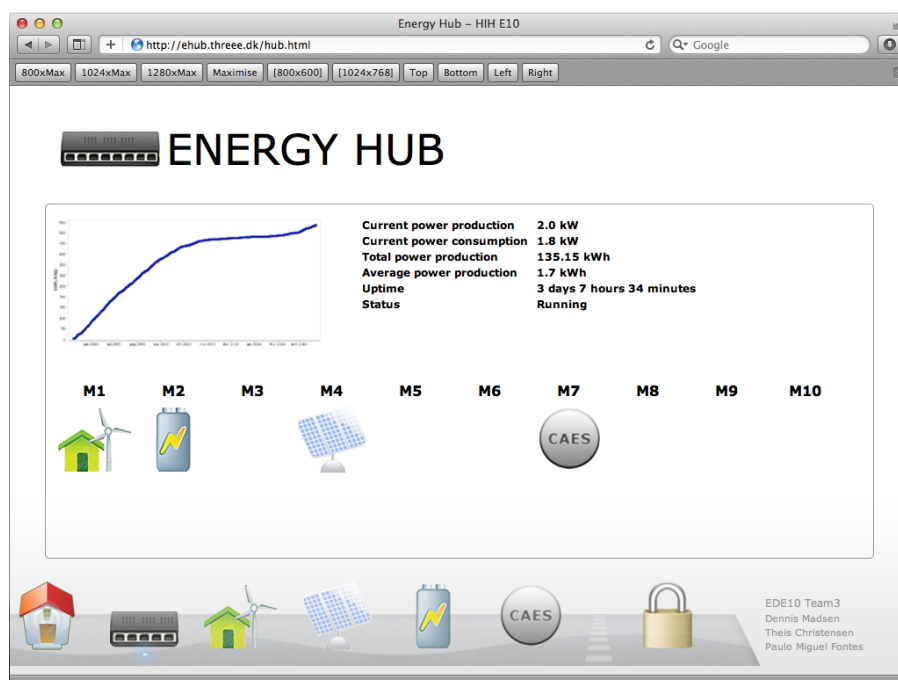 Energy Hub – HIH E10
http://ehub.threee.dk/hub.html
Google
800xMax 1024xMax 1280xMax Maximise [800x600] [1024x768] Top Bottom Left Right
ENERGY HUB
Current power production 2.0 kW
Current power consumption 1.8 kW
Total power production 135.15 kWh
Average power production 1.7 kWh
Uptime 3 days 7 hours 34 minutes
Status Running
M1 M2 M3 M4 M5 M6 M7 M8 M9 M10
CAES
CAES
EDE10 Team3
Dennis Madsen
Theis Christensen
Paulo Miguel Fontes